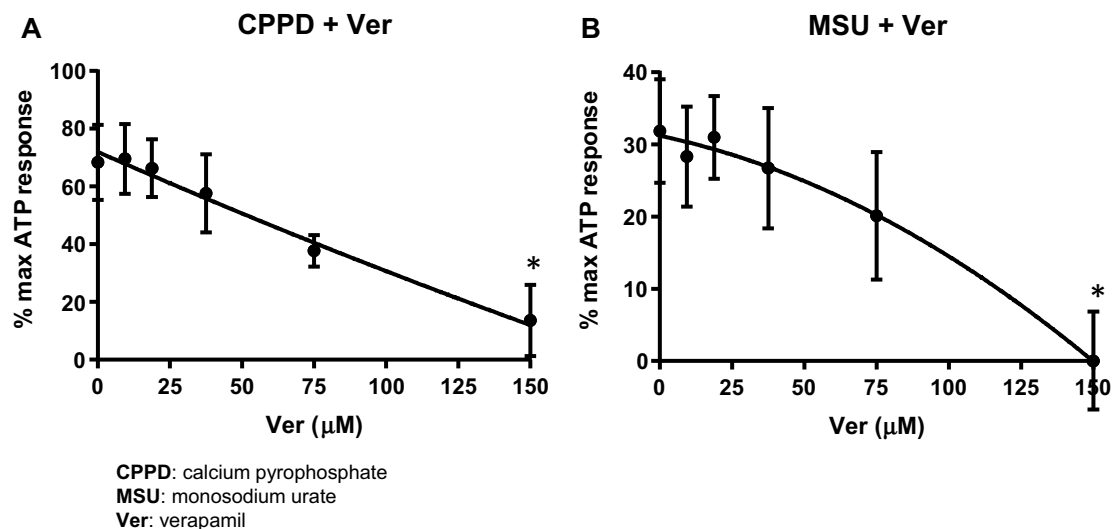 A
CPPD + Ver
% max ATP response
100
80
60
40
20
0
0 25 50 75 100 125 150
*
Ver (μM)
B
MSU + Ver
% max ATP response
40
30
20
10
0
0 25 50 75 100 125 150
*
Ver (μM)
CPPD: calcium pyrophosphate
MSU: monosodium urate
Ver: verapamil